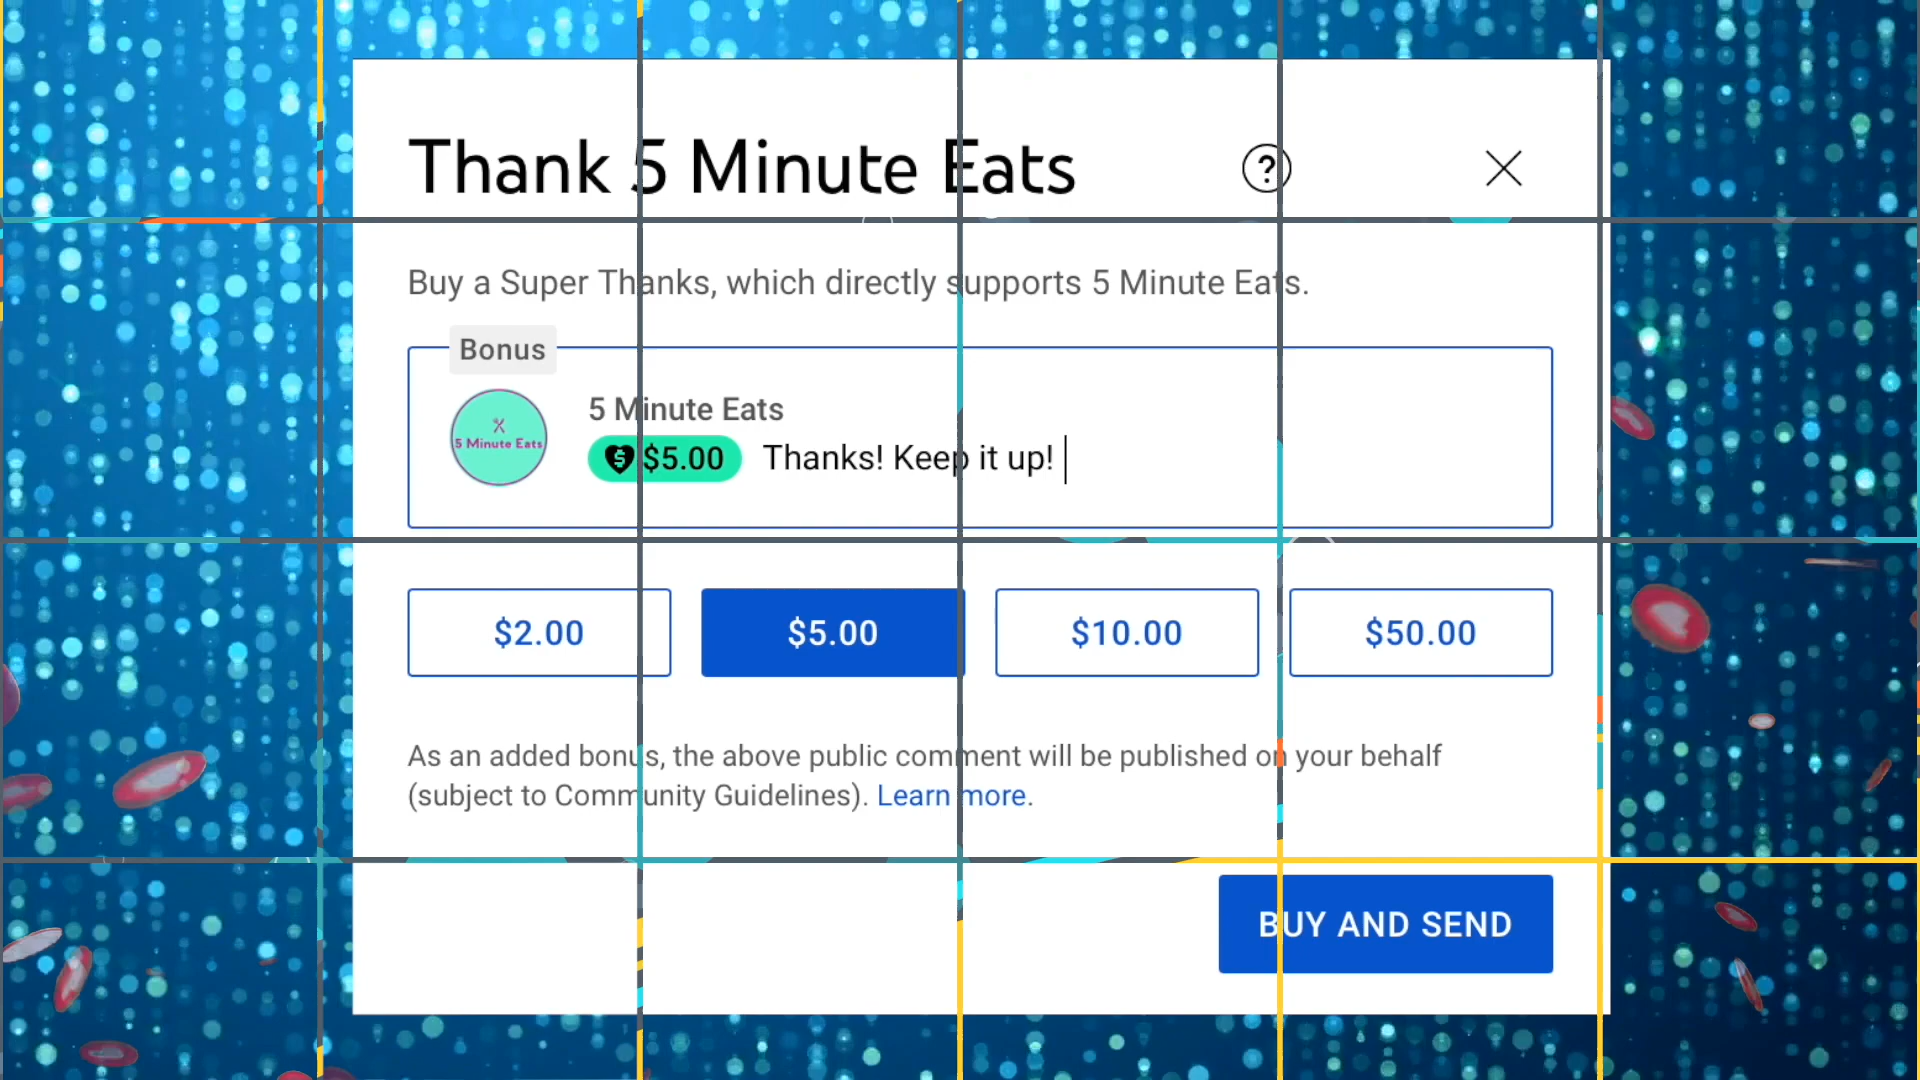 Thank 5 Minute Eats
?
Buy a Super Thanks, which directly supports 5 Minute Eats.
Bonus
5 Minute Eats
5 Minute Eats
$ $5.00 Thanks! Keep it up!
$2.00
$5.00
$10.00
$50.00
As an added bonus, the above public comment will be published on your behalf
(subject to Community Guidelines). Learn more.
BUY AND SEND